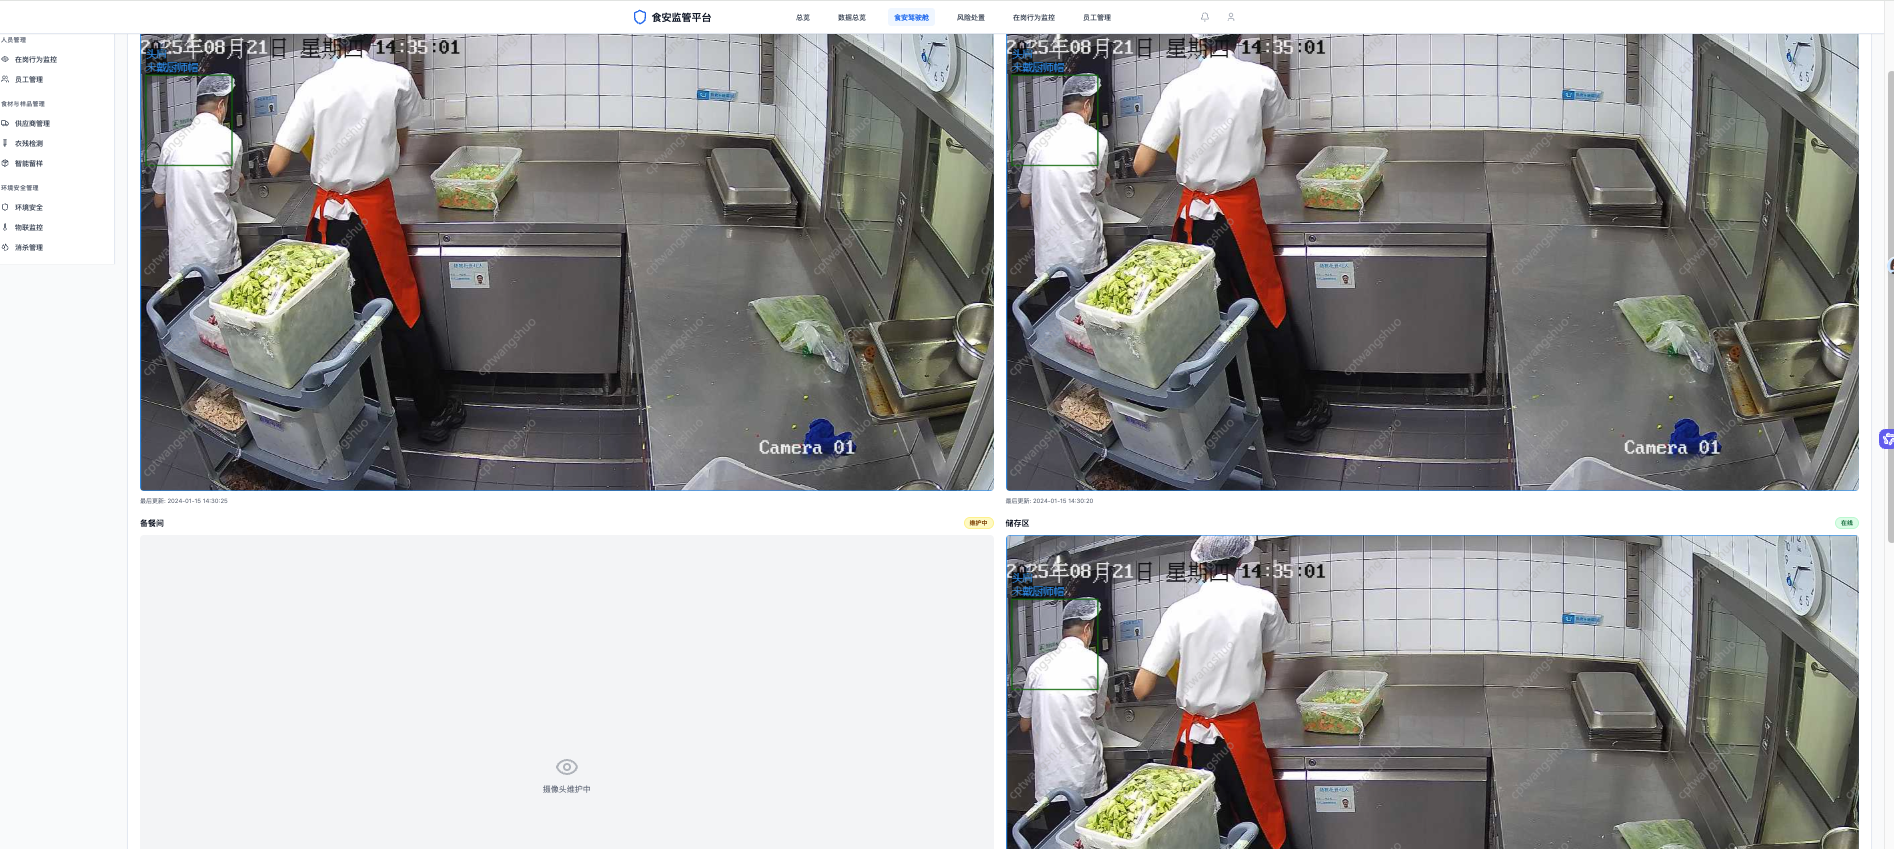 食安监管平台
总览
数据总览
食安驾驶舱
风险处置
在岗行为监控
员工管理
人员管理
在岗行为监控
员工管理
食材与样品管理
供应商管理
农残检测
智能留样
环境安全管理
环境安全
物联监控
消杀管理
2025年08月21日 星期四 14:35:01
头肩
未戴厨师帽
cptwangshuo
Camera 01
最后更新: 2024-01-15 14:30:25
2025年08月21日 星期四 14:35:01
头肩
未戴厨师帽
cptwangshuo
Camera 01
最后更新: 2024-01-15 14:30:20
备餐间
维护中
摄像头维护中
储存区
在线
2025年08月21日 星期四 14:35:01
头肩
未戴厨师帽
cptwangshuo